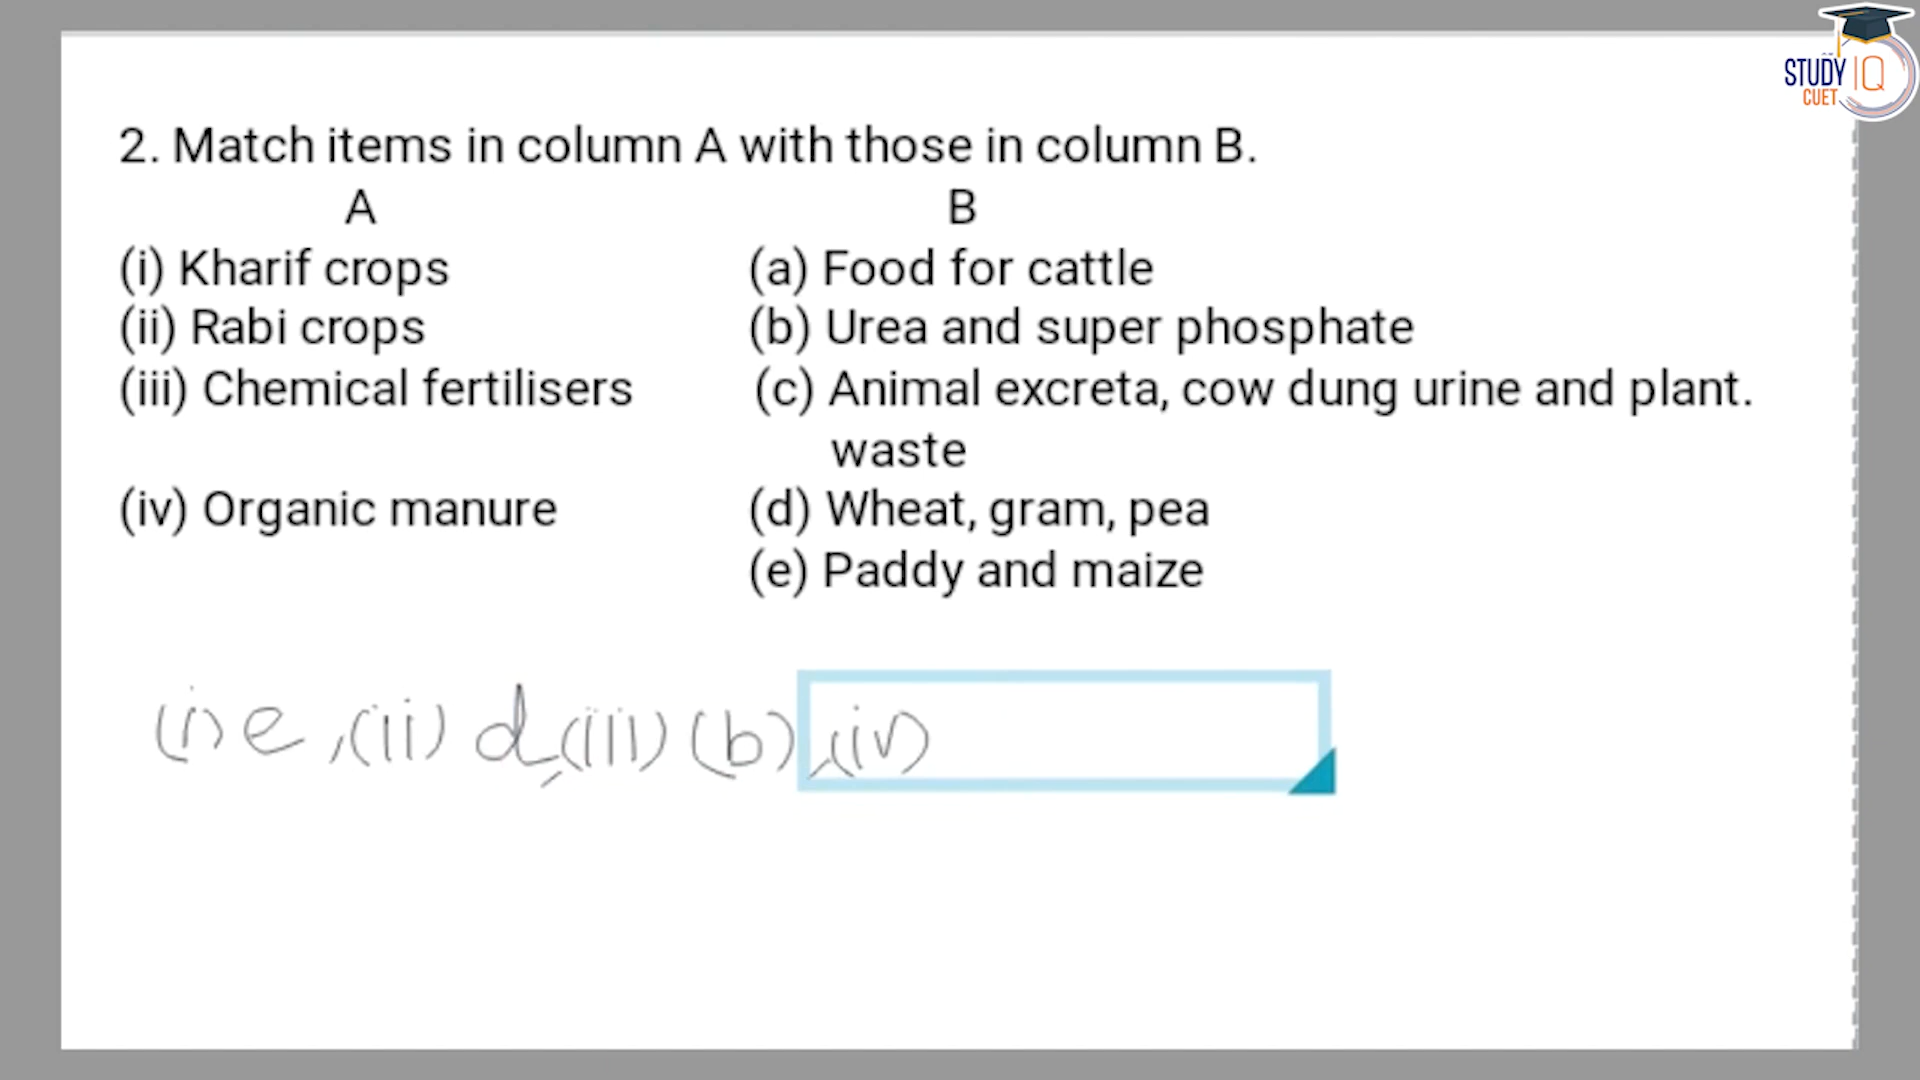 STUDY IQ
CUET
2. Match items in column A with those in column B.
A B
(i) Kharif crops (a) Food for cattle
(ii) Rabi crops (b) Urea and super phosphate
(iii) Chemical fertilisers (c) Animal excreta, cow dung urine and plant.
waste
(iv) Organic manure (d) Wheat, gram, pea
(e) Paddy and maize
(i) e, (ii) d, (iii) (b), (iv)